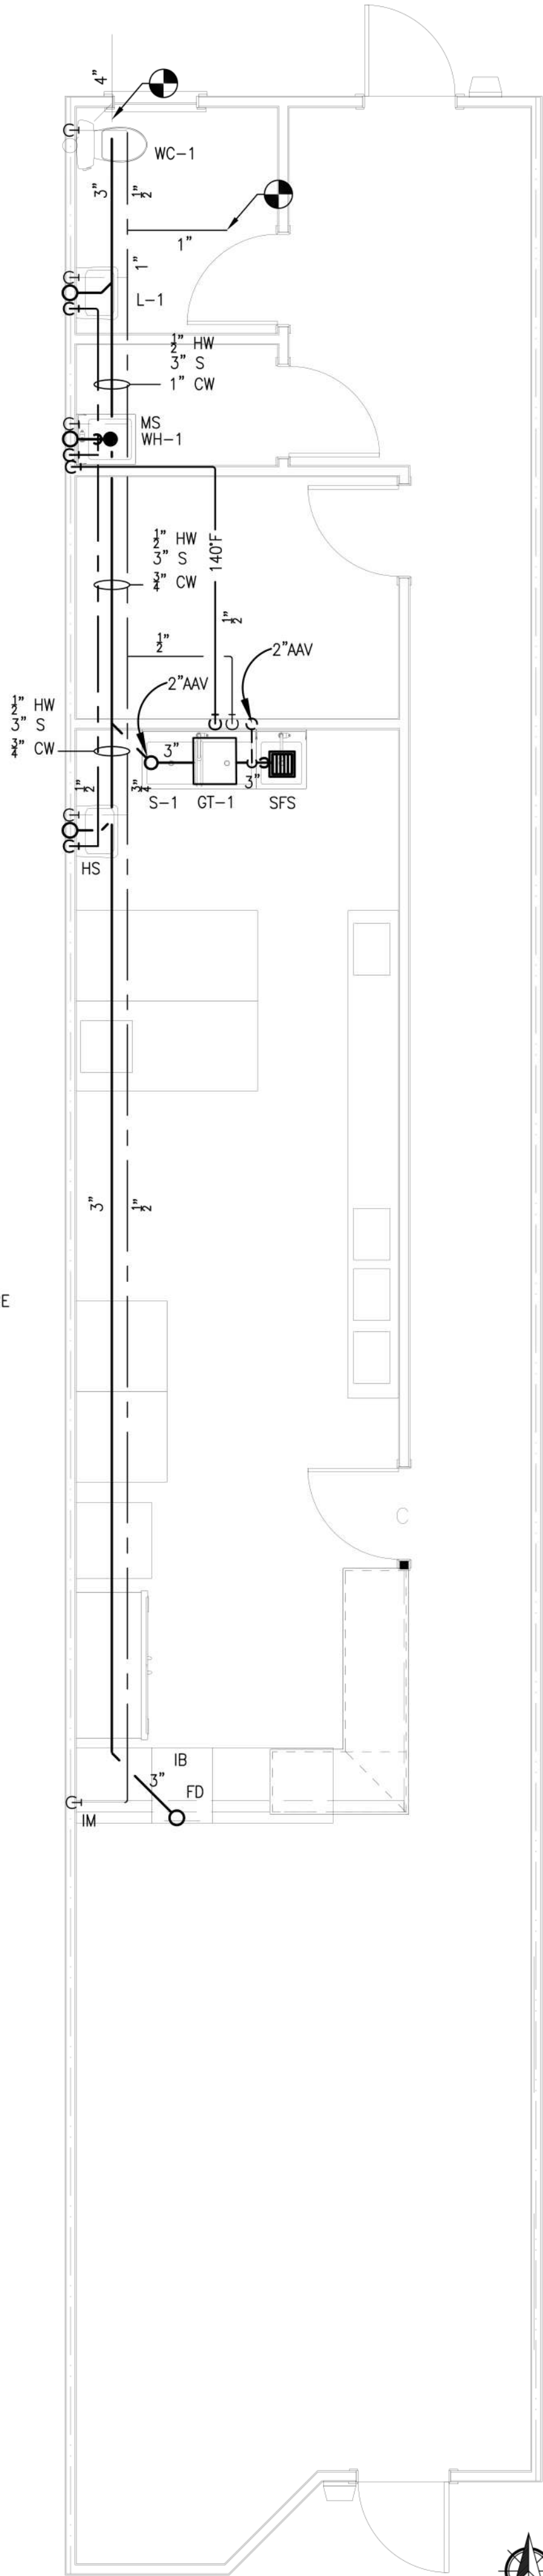 4"
WC-1
3"
1/2"
1"
1"
L-1
1/2" HW
3" S
1" CW
MS
WH-1
1/2" HW
3" S
3/4" CW
140°F
1/2"
1/2"
2"AAV
2"AAV
1/2" HW
3" S
3/4" CW
3"
3"
1/2"
3/4"
S-1
GT-1
SFS
HS
3"
1/2"
E
C
IB
3"
FD
IM